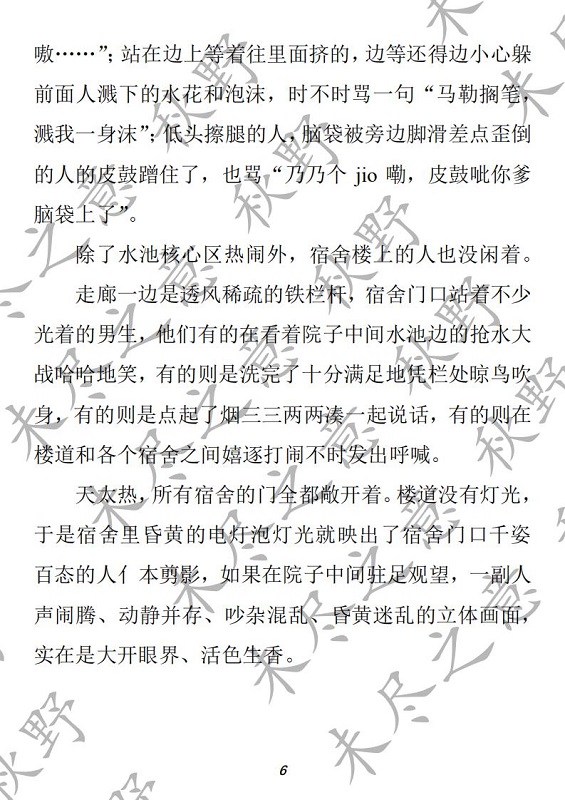 嗷……”；站在边上等着往里面挤的，边等还得边小心躲
前面人溅下的水花和泡沫，时不时骂一句“马勒搁笔，
溅我一身沫”；低头擦腿的人，脑袋被旁边脚滑差点歪倒
的人的皮鼓蹭住了，也骂“乃乃个 jio 嘞，皮鼓呲你爹
脑袋上了”。
除了水池核心区热闹外，宿舍楼上的人也没闲着。
走廊一边是透风稀疏的铁栏杆，宿舍门口站着不少
光着的男生，他们有的在看着院子中间水池边的抢水大
战哈哈地笑，有的则是洗完了十分满足地凭栏处晾鸟吹
身，有的则是点起了烟三三两两凑一起说话，有的则在
楼道和各个宿舍之间嬉逐打闹不时发出呼喊。
天太热，所有宿舍的门全都敞开着。楼道没有灯光，
于是宿舍里昏黄的电灯泡灯光就映出了宿舍门口千姿
百态的人亻本剪影，如果在院子中间驻足观望，一副人
声闹腾、动静并存、吵杂混乱、昏黄迷乱的立体画面，
实在是大开眼界、活色生香。
6
未尽之意 秋野